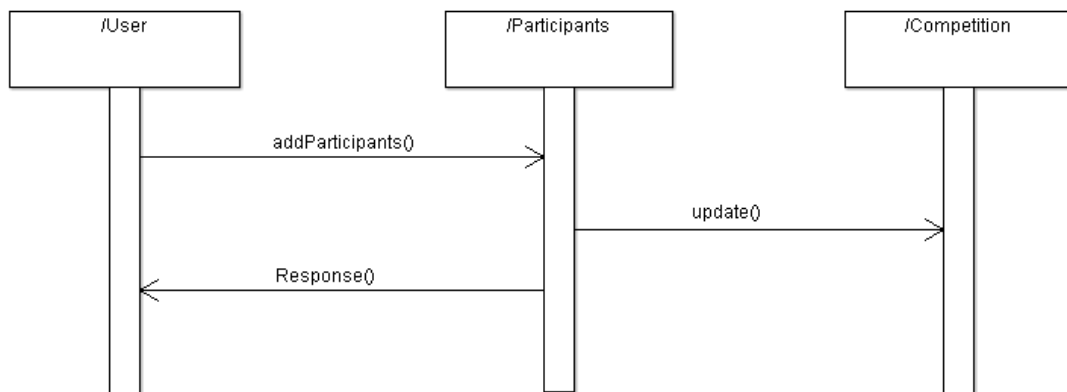 /User
/Participants
/Competition
addParticipants()
update()
Response()